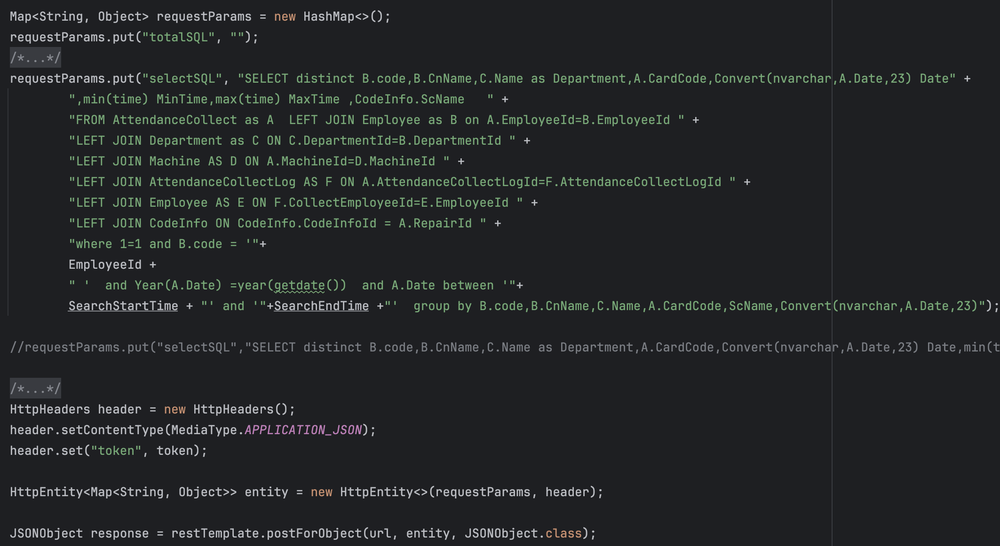 Map<String, Object> requestParams = new HashMap<>();
requestParams.put("totalSQL", "");
/*...*/
requestParams.put("selectSQL", "SELECT distinct B.code,B.CnName,C.Name as Department,A.CardCode,Convert(nvarchar,A.Date,23) Date" +
",min(time) MinTime,max(time) MaxTime ,CodeInfo.ScName   " +
"FROM AttendanceCollect as A  LEFT JOIN Employee as B on A.EmployeeId=B.EmployeeId " +
"LEFT JOIN Department as C ON C.DepartmentId=B.DepartmentId " +
"LEFT JOIN Machine AS D ON A.MachineId=D.MachineId " +
"LEFT JOIN AttendanceCollectLog AS F ON A.AttendanceCollectLogId=F.AttendanceCollectLogId " +
"LEFT JOIN Employee AS E ON F.CollectEmployeeId=E.EmployeeId " +
"LEFT JOIN CodeInfo ON CodeInfo.CodeInfoId = A.RepairId " +
"where 1=1 and B.code = '"+
EmployeeId +
" '  and Year(A.Date) =year(getdate())  and A.Date between '"+
SearchStartTime + "' and '"+SearchEndTime +"'  group by B.code,B.CnName,C.Name,A.CardCode,ScName,Convert(nvarchar,A.Date,23)");
//requestParams.put("selectSQL","SELECT distinct B.code,B.CnName,C.Name as Department,A.CardCode,Convert(nvarchar,A.Date,23) Date,min(t
/*...*/
HttpHeaders header = new HttpHeaders();
header.setContentType(MediaType.APPLICATION_JSON);
header.set("token", token);
HttpEntity<Map<String, Object>> entity = new HttpEntity<>(requestParams, header);
JSONObject response = restTemplate.postForObject(url, entity, JSONObject.class);